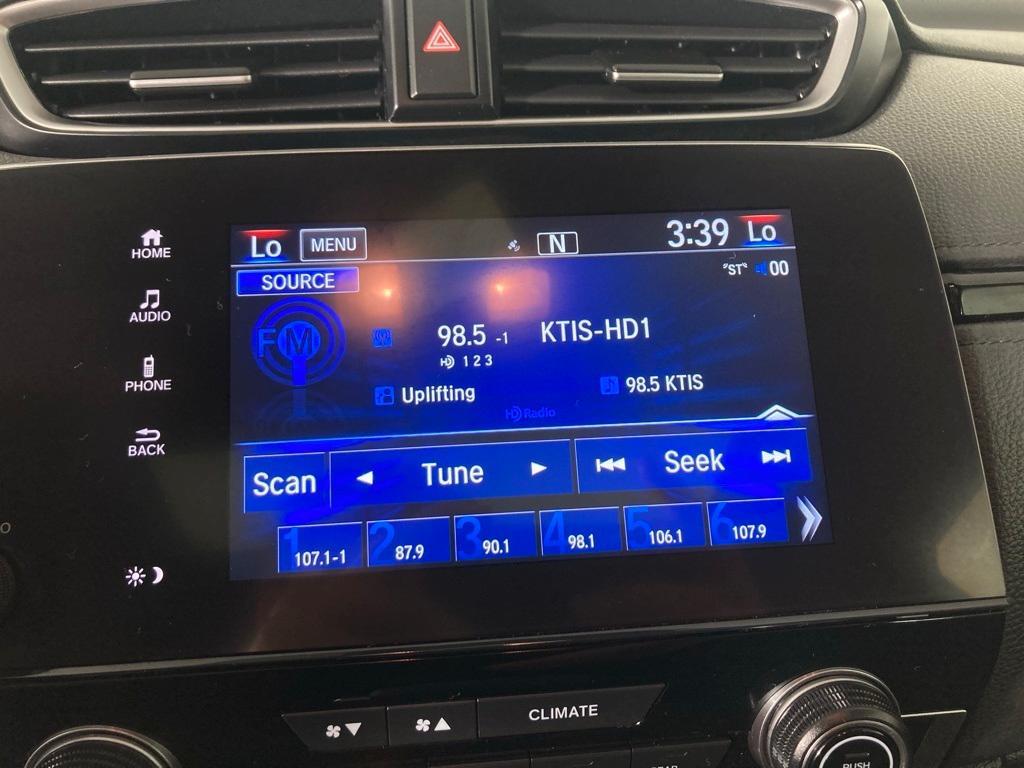 Lo MENU N 3:39 Lo
SOURCE "ST" 00
HOME
AUDIO
PHONE
BACK
FM
98.5 -1 KTIS-HD1
HD 1 2 3
Uplifting 98.5 KTIS
HD Radio
Scan Tune Seek
1 107.1-1
2 87.9
3 90.1
4 98.1
5 106.1
6 107.9
CLIMATE
PUSH